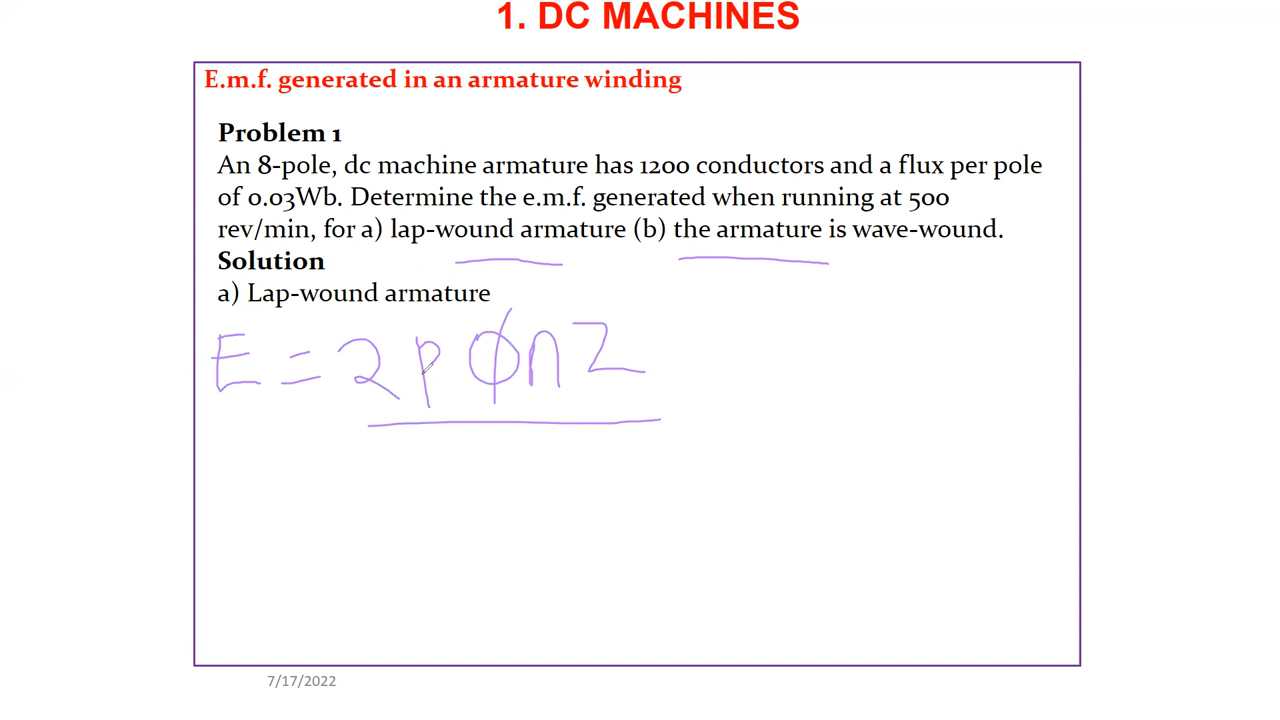 1. DC MACHINES
E.m.f. generated in an armature winding
Problem 1
An 8-pole, dc machine armature has 1200 conductors and a flux per pole
of 0.03Wb. Determine the e.m.f. generated when running at 500
rev/min, for a) lap-wound armature (b) the armature is wave-wound.
Solution
a) Lap-wound armature
E = 2pΦnZ
7/17/2022